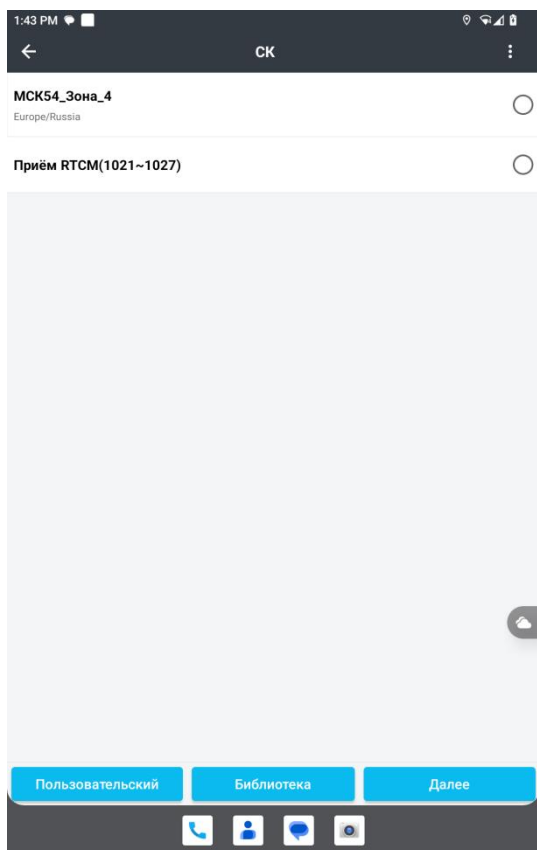 1:43 PM
СК
МСК54_Зона_4
Europe/Russia
Приём RTCM(1021~1027)
Пользовательский
Библиотека
Далее